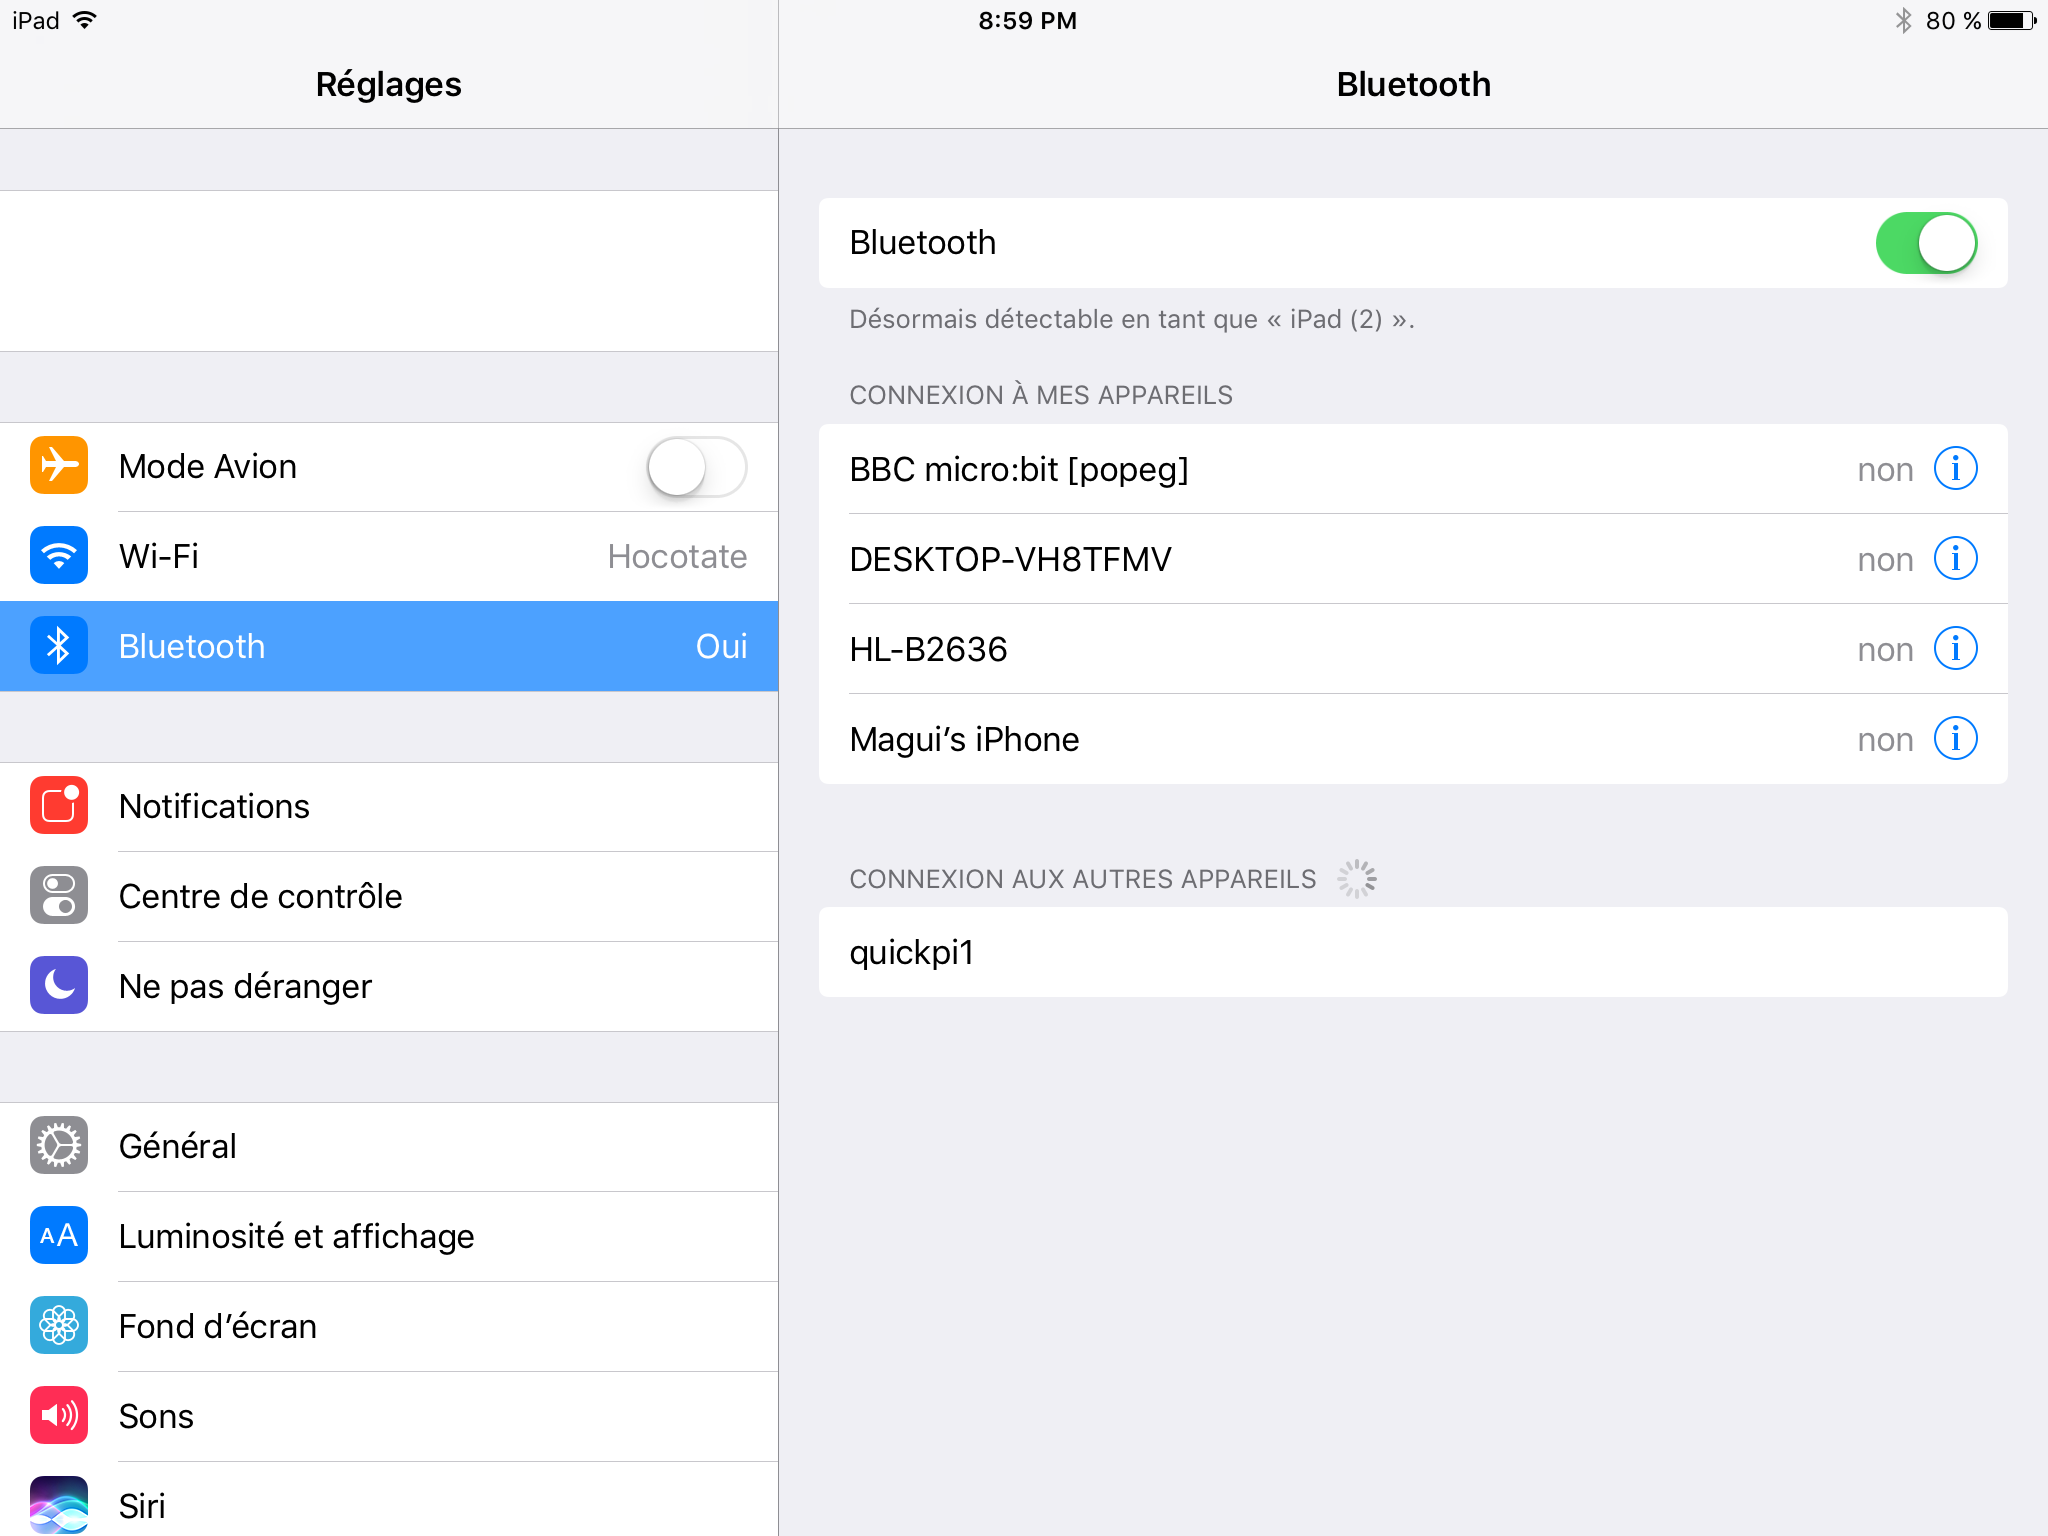 iPad
8:59 PM
80 %
Réglages
Mode Avion
Wi-Fi
Hocotate
Bluetooth
Oui
Notifications
Centre de contrôle
Ne pas déranger
Général
AA
Luminosité et affichage
Fond d’écran
Sons
Siri
Bluetooth
Bluetooth
Désormais détectable en tant que « iPad (2) ».
CONNEXION À MES APPAREILS
BBC micro:bit [popeg]
non
DESKTOP-VH8TFMV
non
HL-B2636
non
Magui’s iPhone
non
CONNEXION AUX AUTRES APPAREILS
quickpi1